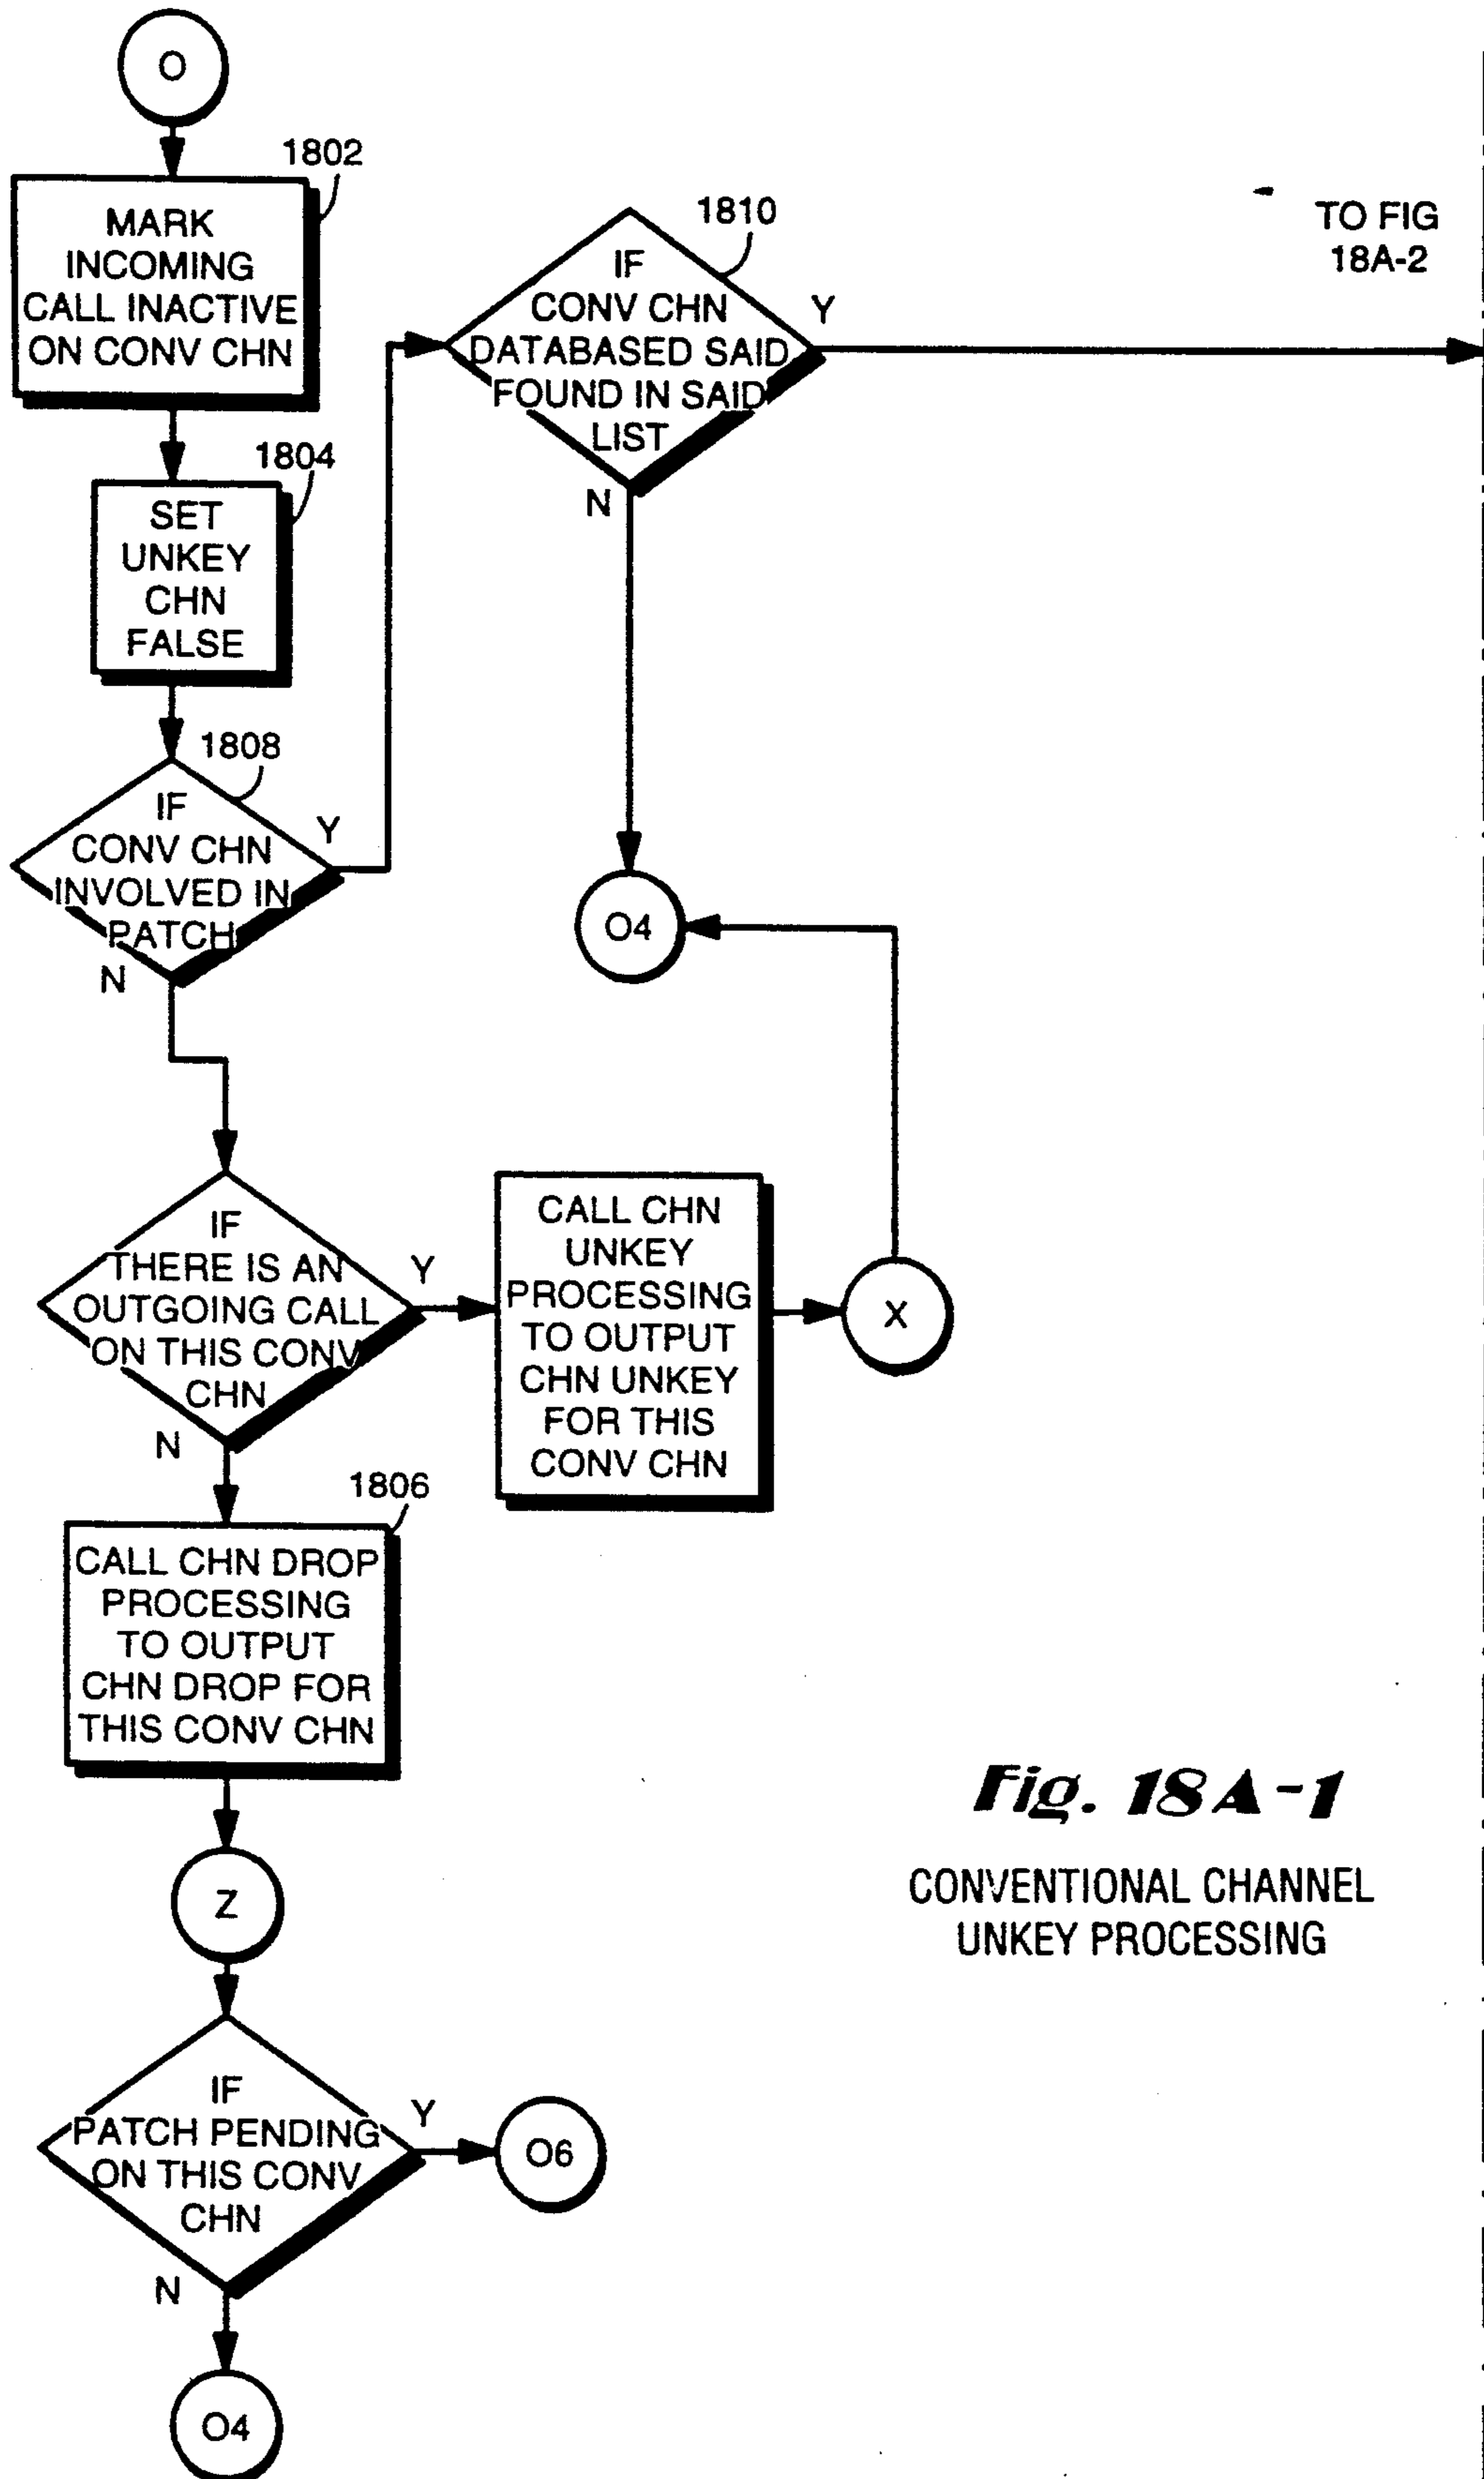 O
1802
MARK
INCOMING
CALL INACTIVE
ON CONV CHN
1804
SET
UNKEY
CHN
FALSE
1808
IF
CONV CHN
INVOLVED IN
PATCH
Y
N
1810
IF
CONV CHN
DATABASED SAID
FOUND IN SAID
LIST
Y
N
TO FIG
18A-2
O4
IF
THERE IS AN
OUTGOING CALL
ON THIS CONV
CHN
Y
N
CALL CHN
UNKEY
PROCESSING
TO OUTPUT
CHN UNKEY
FOR THIS
CONV CHN
X
1806
CALL CHN DROP
PROCESSING
TO OUTPUT
CHN DROP FOR
THIS CONV CHN
Z
IF
PATCH PENDING
ON THIS CONV
CHN
Y
N
O6
O4
Fig. 18A-1
CONVENTIONAL CHANNEL
UNKEY PROCESSING